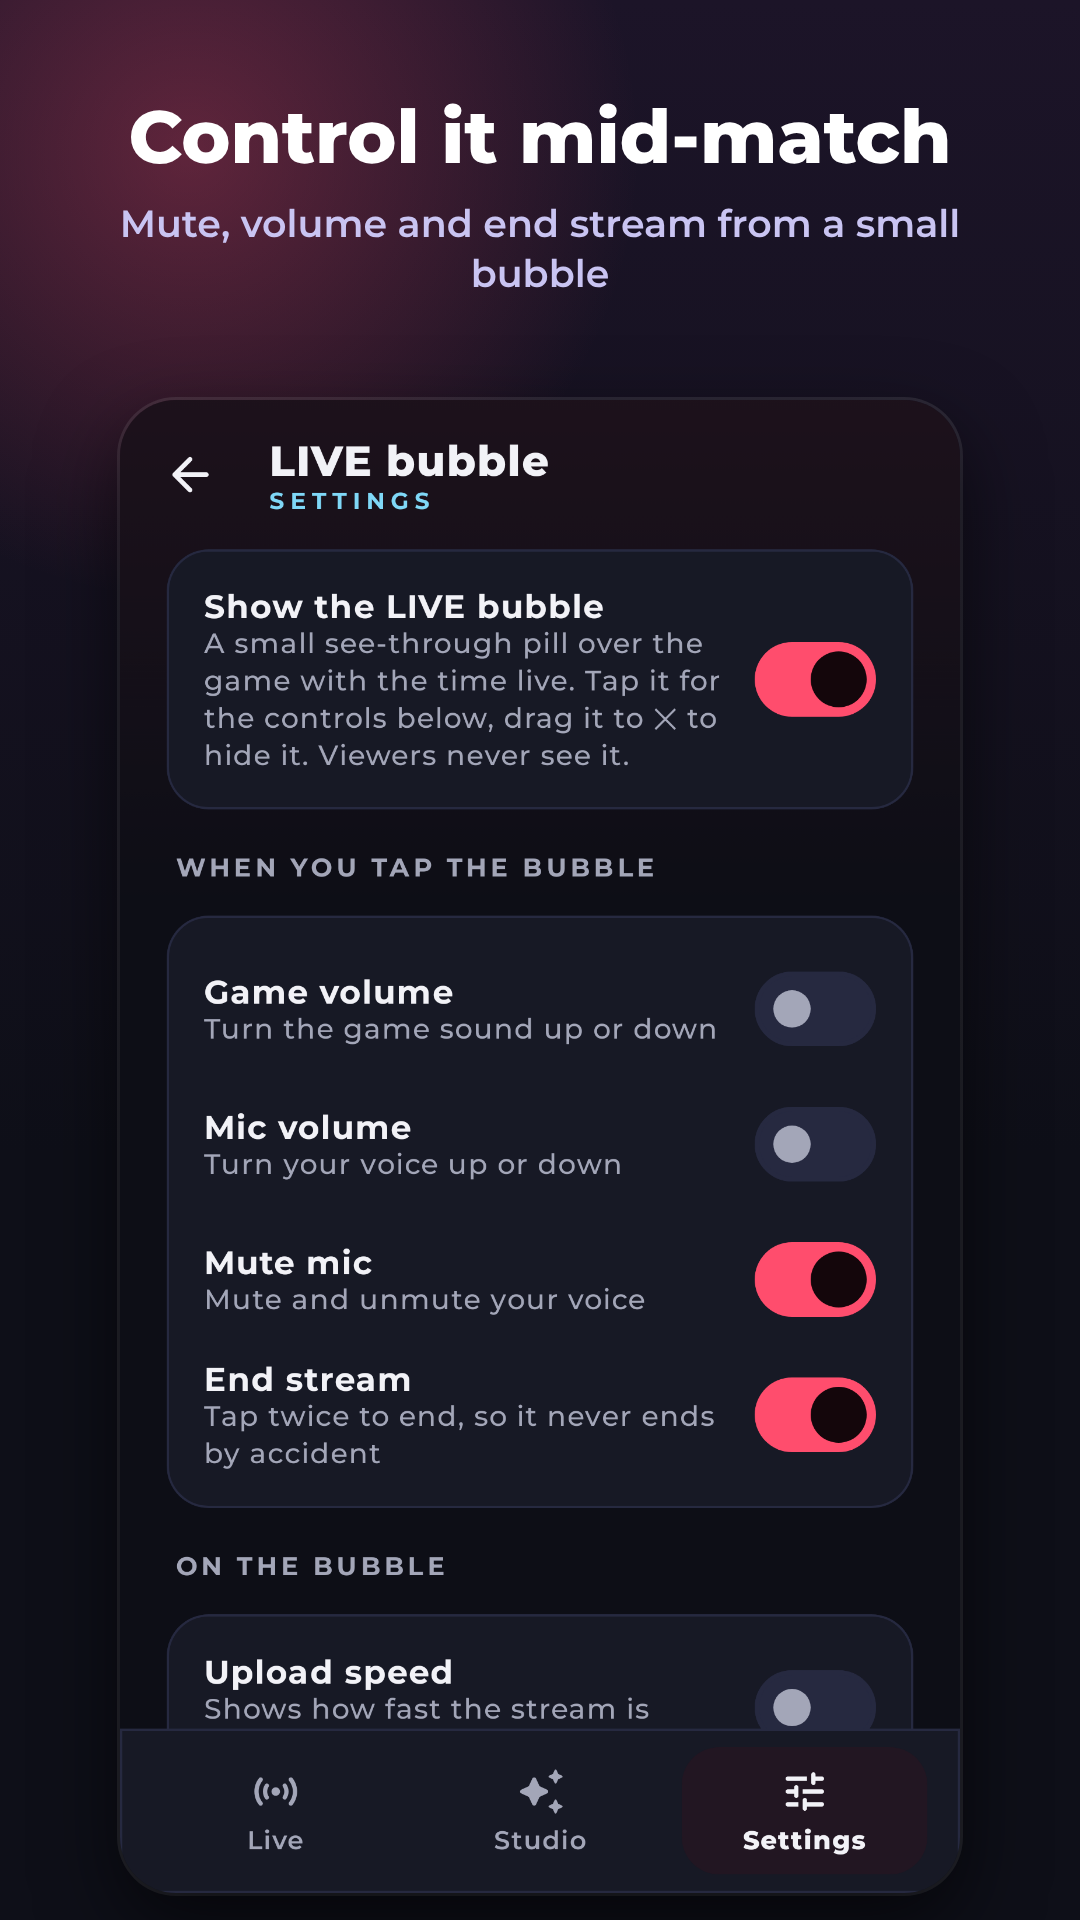 Control it mid-match
Mute, volume and end stream from a small
bubble
LIVE bubble
SETTINGS
Show the LIVE bubble
A small see-through pill over the
game with the time live. Tap it for
the controls below, drag it to ✕ to
hide it. Viewers never see it.
WHEN YOU TAP THE BUBBLE
Game volume
Turn the game sound up or down
Mic volume
Turn your voice up or down
Mute mic
Mute and unmute your voice
End stream
Tap twice to end, so it never ends
by accident
ON THE BUBBLE
Upload speed
Shows how fast the stream is
Live
Studio
Settings